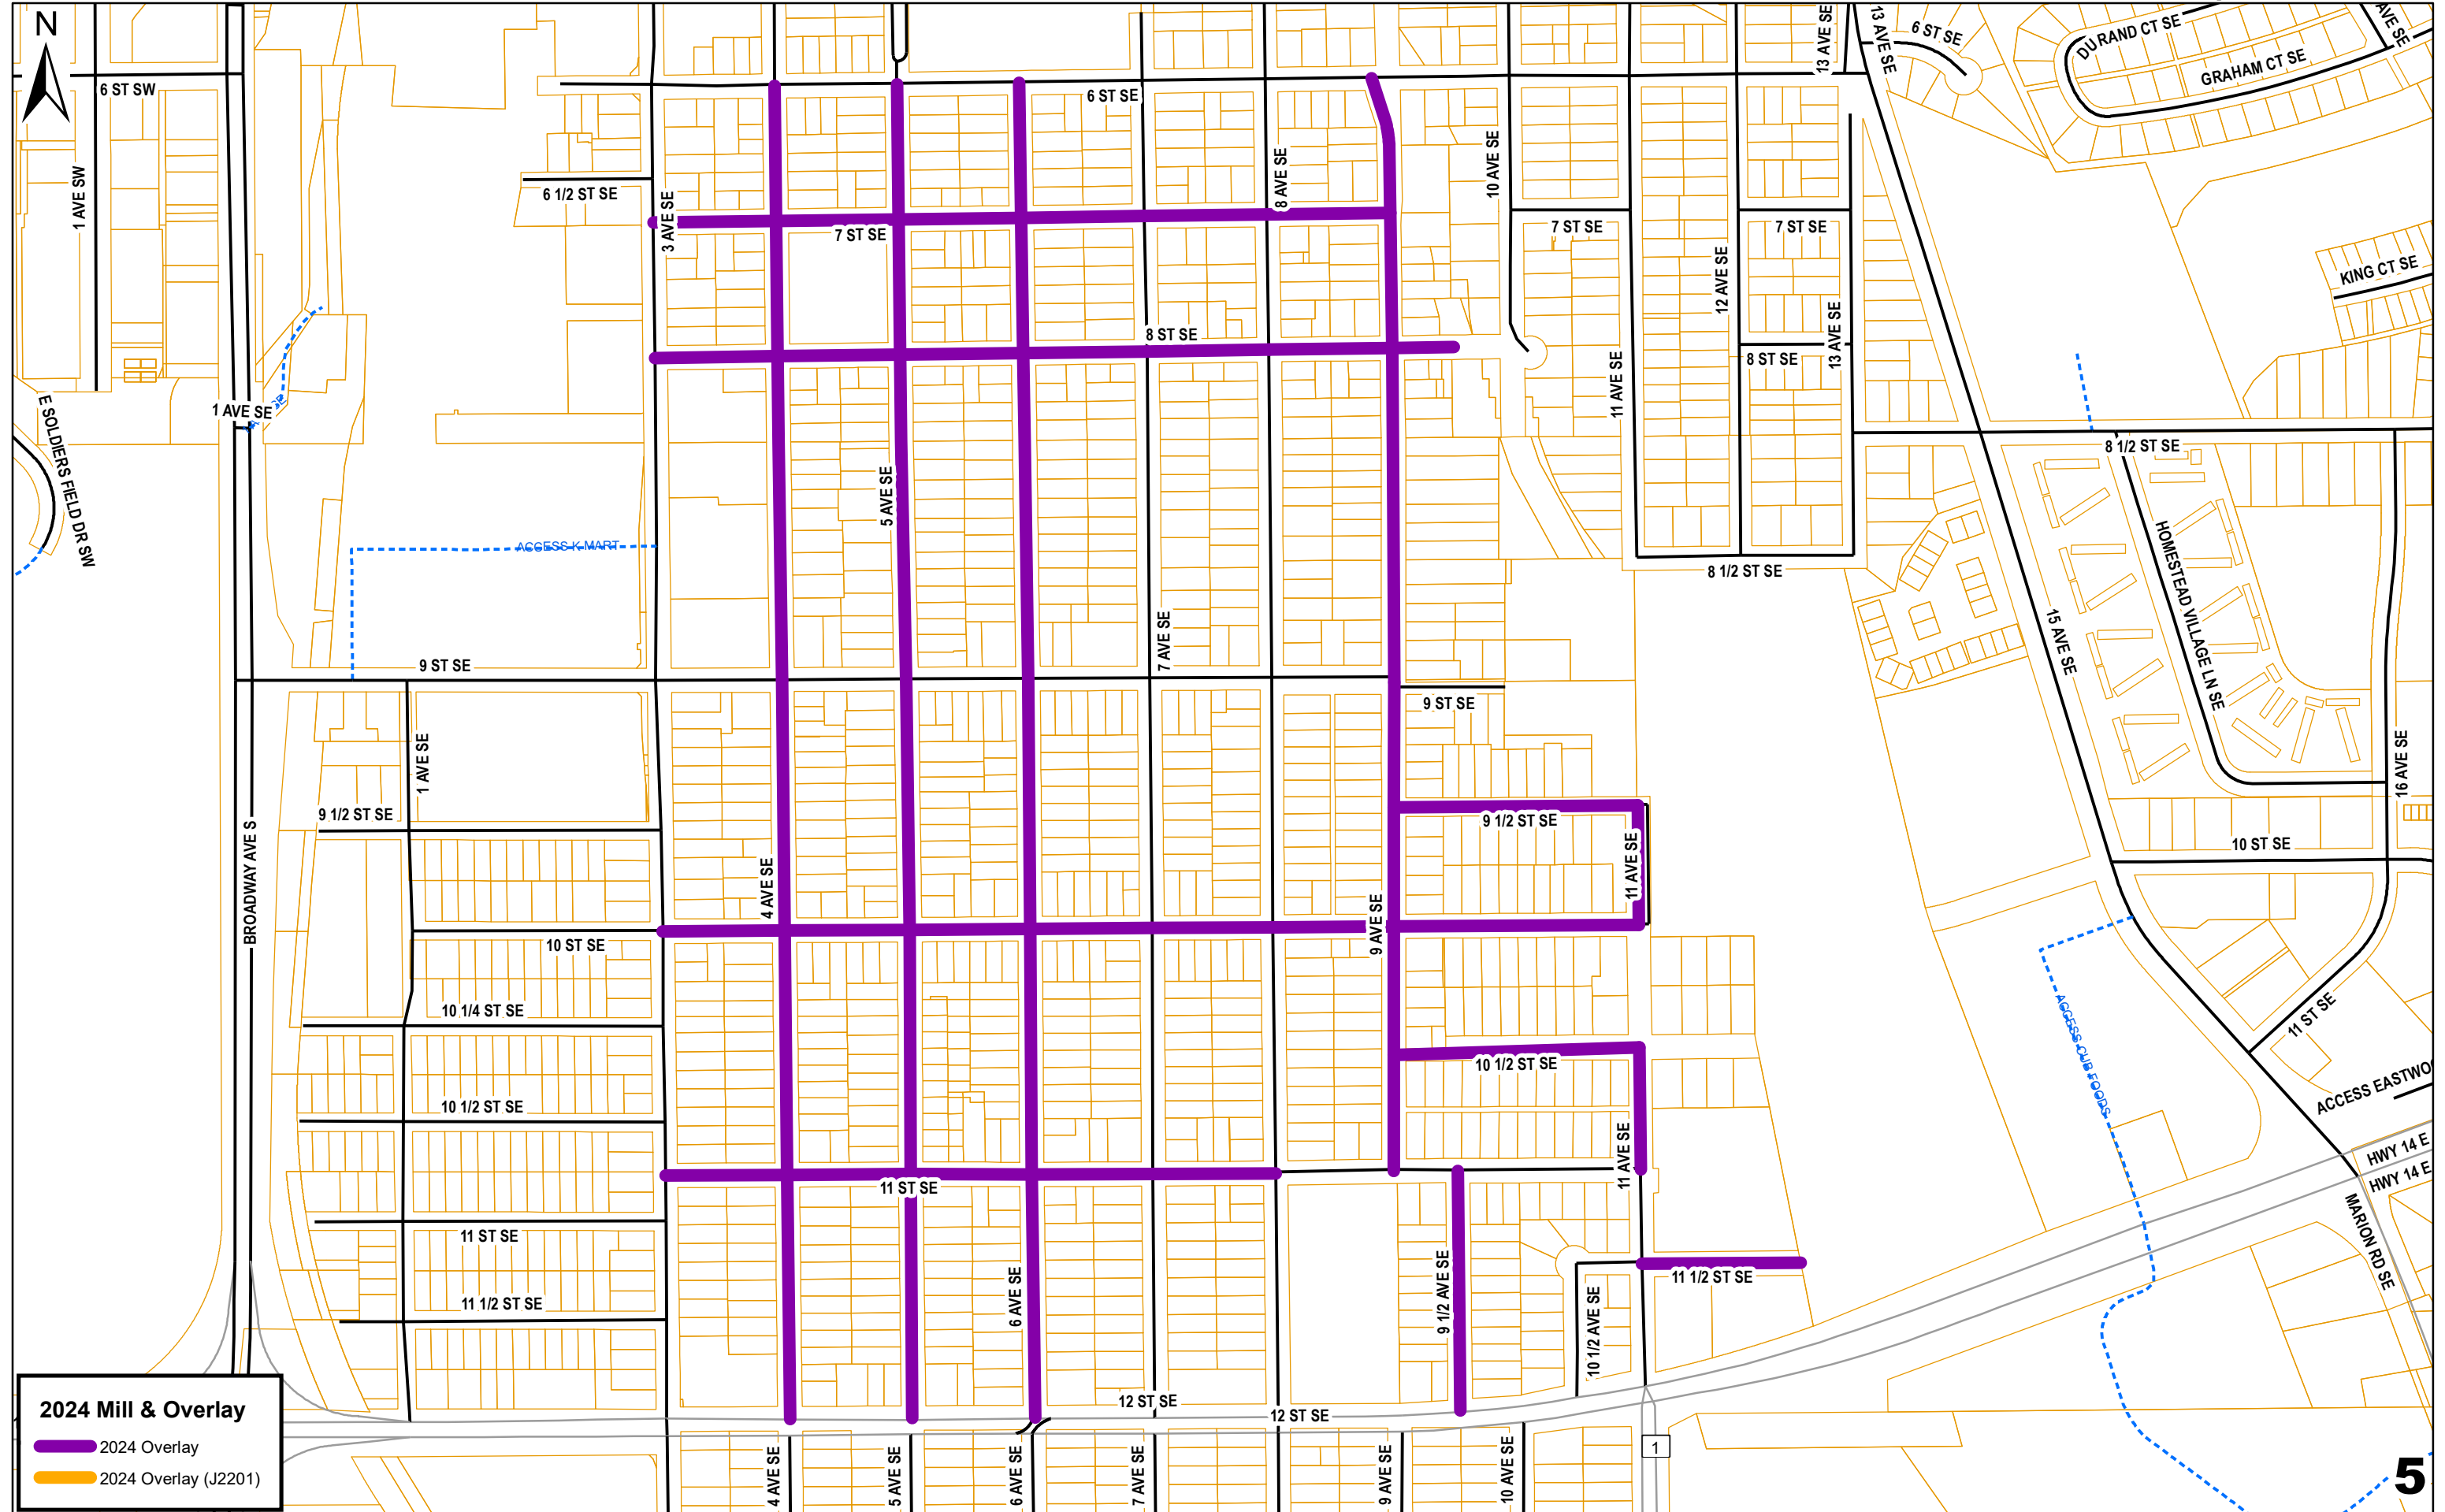 N
6 ST SW
1 AVE SW
13 AVE SE
13 AVE SE
6 ST SE
DURAND CT SE
GRAHAM CT SE
AVE SE
6 ST SE
6 1/2 ST SE
3 AVE SE
8 AVE SE
10 AVE SE
7 ST SE
7 ST SE
7 ST SE
KING CT SE
12 AVE SE
13 AVE SE
8 ST SE
8 ST SE
11 AVE SE
1 AVE SE
E SOLDIERS FIELD DR SW
8 1/2 ST SE
5 AVE SE
ACCESS K MART
8 1/2 ST SE
HOMESTEAD VILLAGE LN SE
15 AVE SE
7 AVE SE
9 ST SE
9 ST SE
1 AVE SE
16 AVE SE
9 1/2 ST SE
9 1/2 ST SE
10 ST SE
BROADWAY AVE S
4 AVE SE
11 AVE SE
9 AVE SE
10 ST SE
10 1/4 ST SE
11 ST SE
ACCESS CUB FOODS
10 1/2 ST SE
10 1/2 ST SE
ACCESS EASTWO
HWY 14 E
HWY 14 E
11 AVE SE
11 ST SE
MARION RD SE
11 ST SE
11 1/2 ST SE
11 1/2 ST SE
6 AVE SE
9 1/2 AVE SE
10 1/2 AVE SE
12 ST SE
12 ST SE
4 AVE SE
5 AVE SE
6 AVE SE
7 AVE SE
9 AVE SE
10 AVE SE
1
2024 Mill & Overlay
2024 Overlay
2024 Overlay (J2201)
5